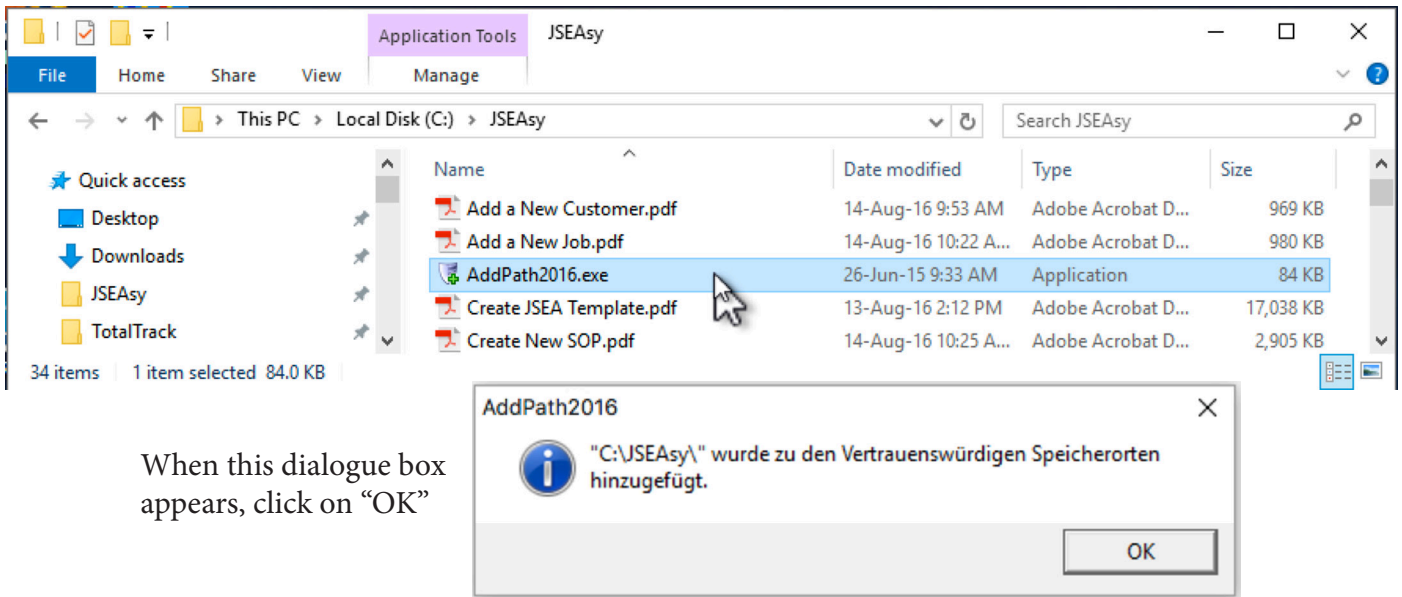 Application Tools JSEAsy
File Home Share View Manage
This PC > Local Disk (C:) > JSEAsy Search JSEAsy
Name Date modified Type Size
Quick access
Desktop
Downloads
JSEAsy
TotalTrack
Add a New Customer.pdf 14-Aug-16 9:53 AM Adobe Acrobat D... 969 KB
Add a New Job.pdf 14-Aug-16 10:22 A... Adobe Acrobat D... 980 KB
AddPath2016.exe 26-Jun-15 9:33 AM Application 84 KB
Create JSEA Template.pdf 13-Aug-16 2:12 PM Adobe Acrobat D... 17,038 KB
Create New SOP.pdf 14-Aug-16 10:25 A... Adobe Acrobat D... 2,905 KB
34 items 1 item selected 84.0 KB
When this dialogue box
appears, click on “OK”
AddPath2016
"C:\JSEAsy\" wurde zu den Vertrauenswürdigen Speicherorten
hinzugefügt.
OK